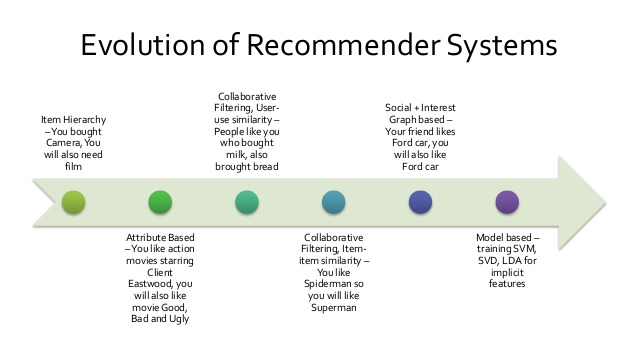 Evolution of Recommender Systems
Item Hierarchy
–You bought
Camera, You
will also need
film
Attribute Based
–You like action
movies starring
Client
Eastwood, you
will also like
movie Good,
Bad and Ugly
Collaborative
Filtering, User-
use similarity –
People like you
who bought
milk, also
brought bread
Collaborative
Filtering, Item-
item similarity –
You like
Spiderman so
you will like
Superman
Social + Interest
Graph based –
Your friend likes
Ford car, you
will also like
Ford car
Model based –
training SVM,
SVD, LDA for
implicit
features